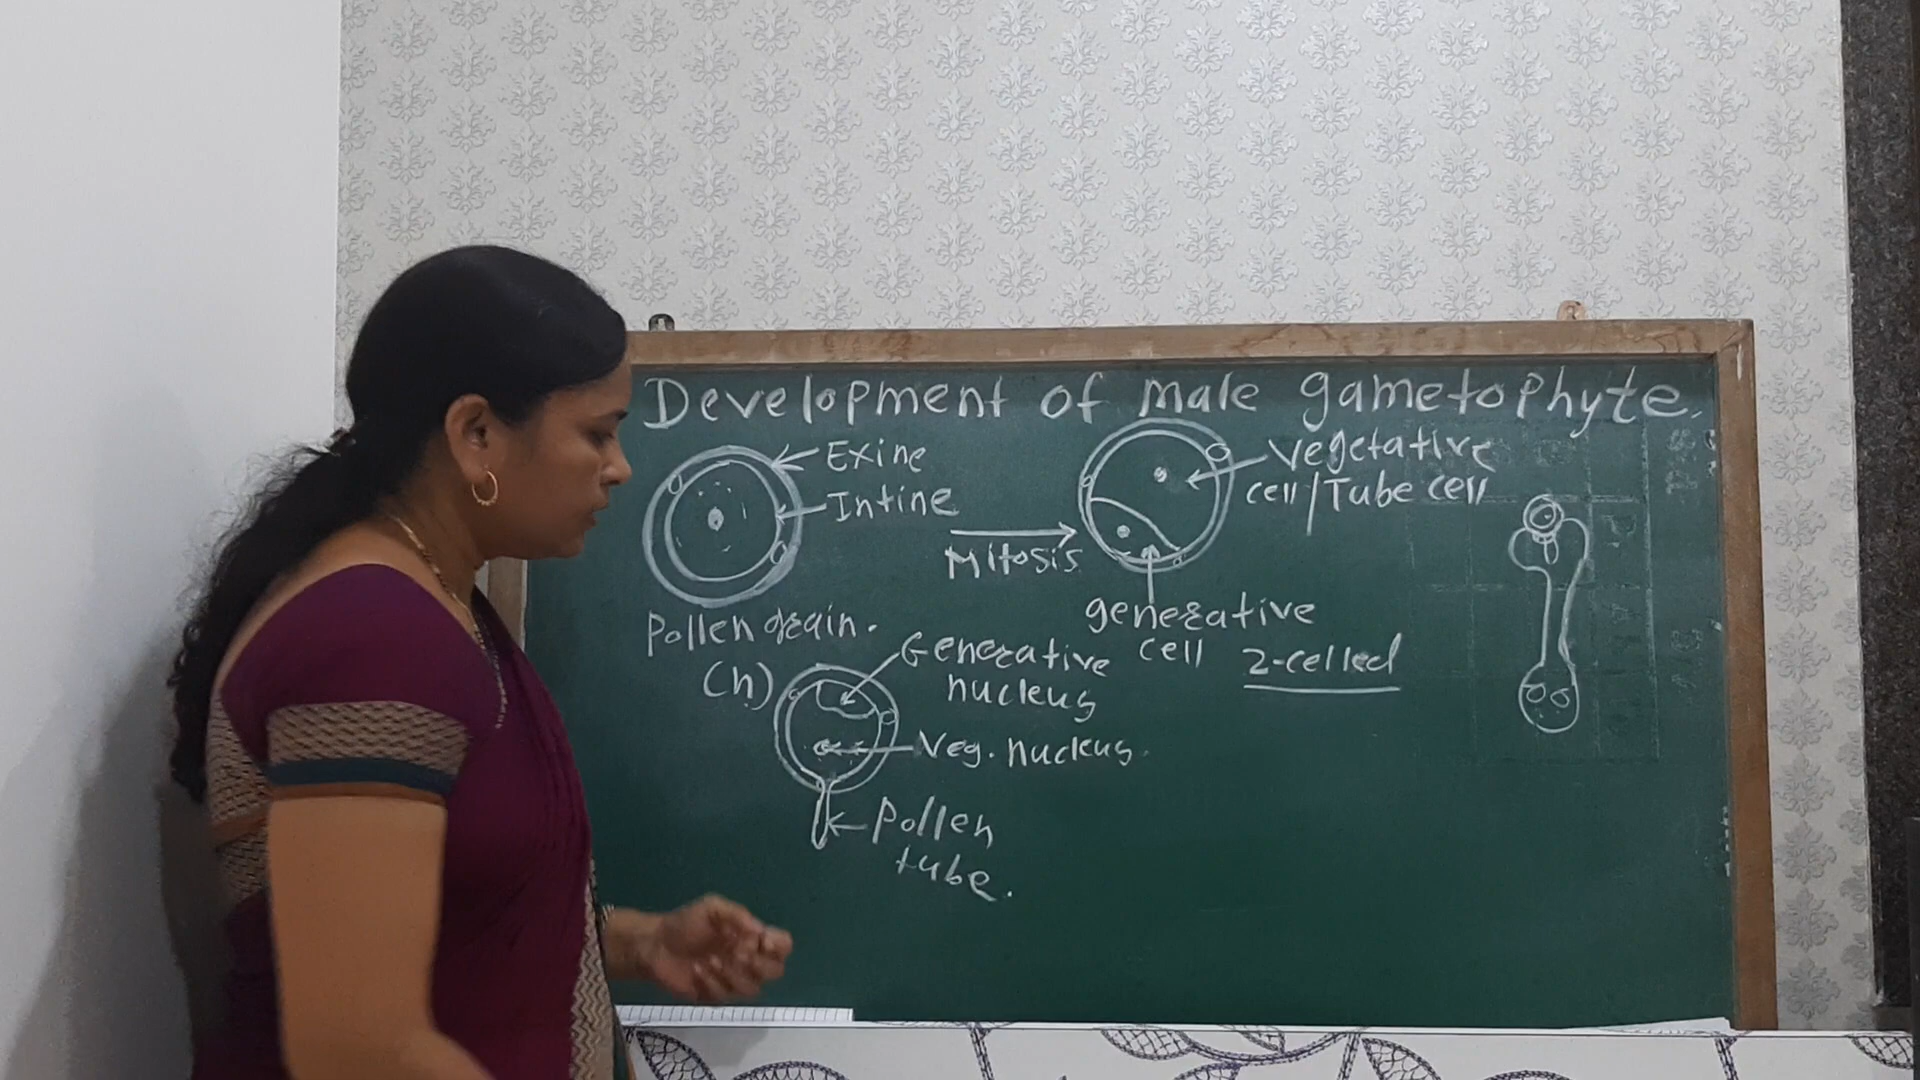 Development of male gametophyte.
Exine
Intine
Pollen grain.
(n)
Mitosis
Vegetative
cell/Tube cell
generative
cell
2-celled
Generative
nucleus
Veg. nucleus.
Pollen
tube.